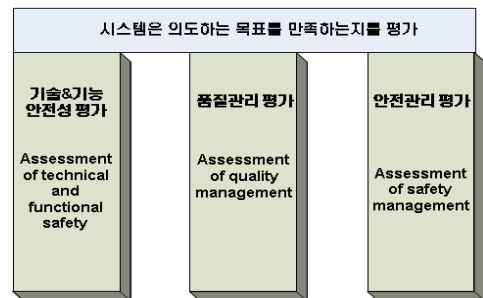 시스템은 의도하는 목표를 만족하는지를 평가
기술&기능
안전성 평가
Assessment
of technical
and
functional
safety
품질관리 평가
Assessment
of quality
management
안전관리 평가
Assessment
of safety
management